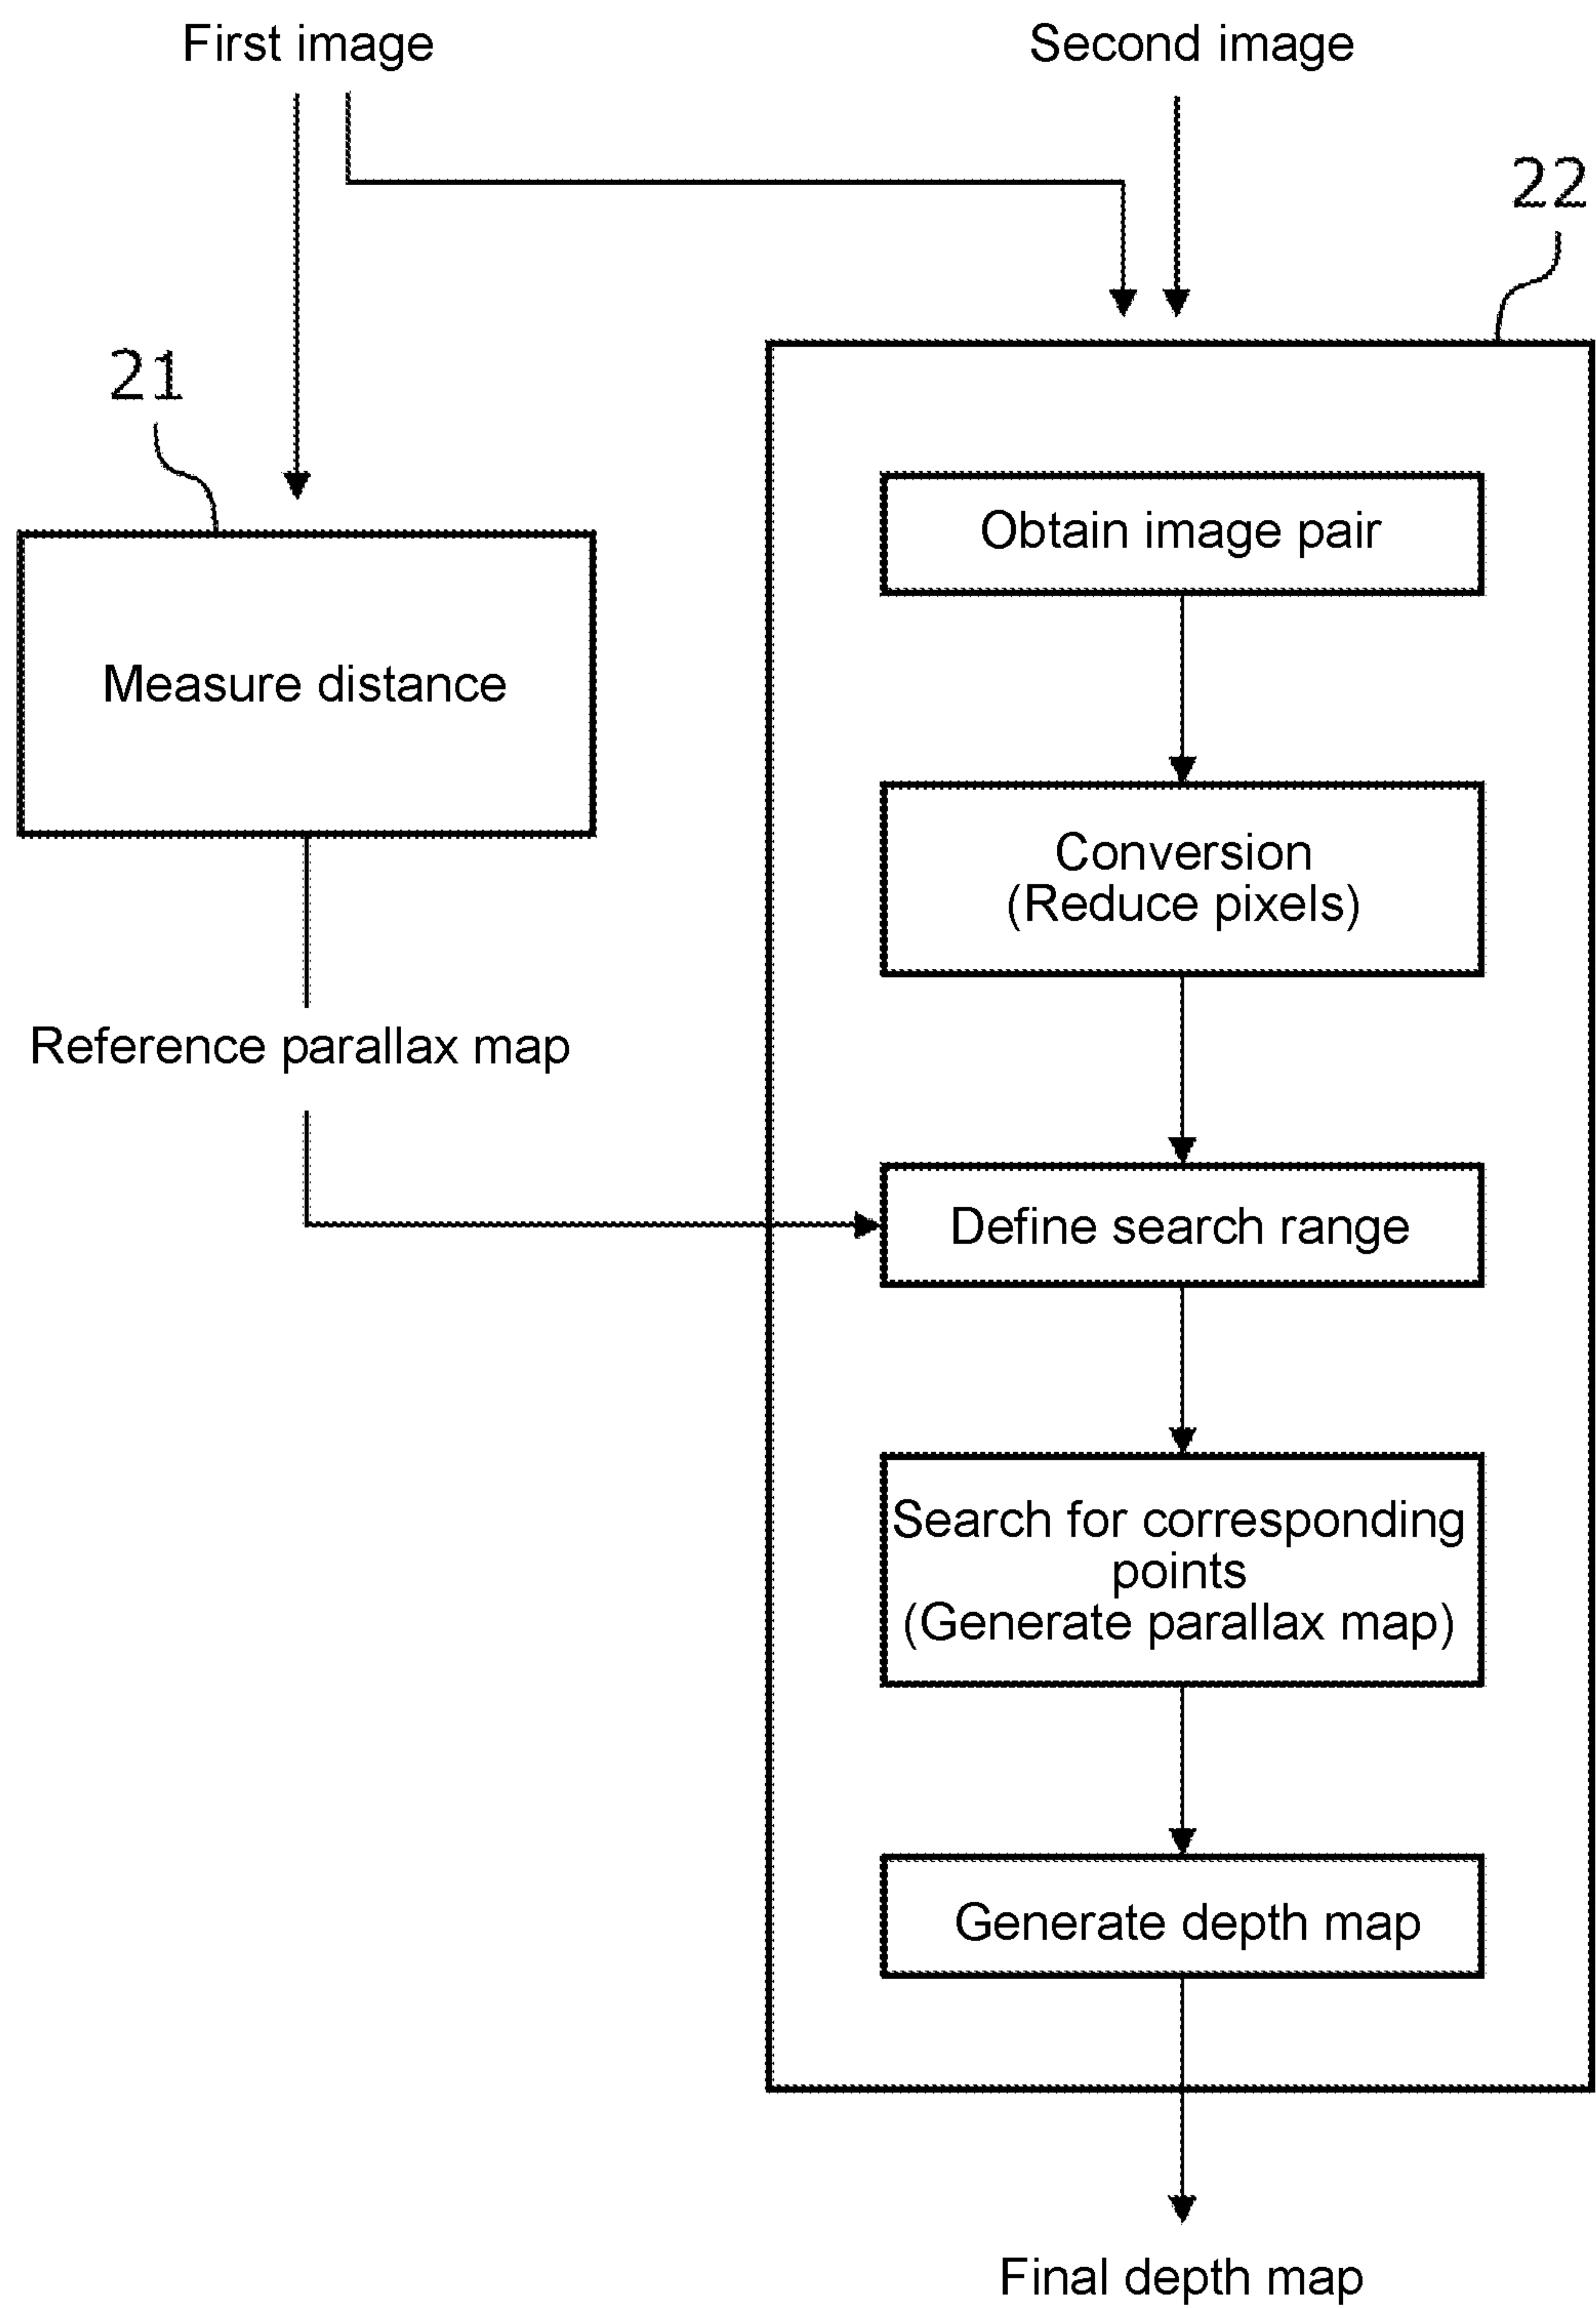 First image
Second image
22
21
Obtain image pair
Measure distance
Conversion
(Reduce pixels)
Reference parallax map
Define search range
Search for corresponding
points
(Generate parallax map)
Generate depth map
Final depth map